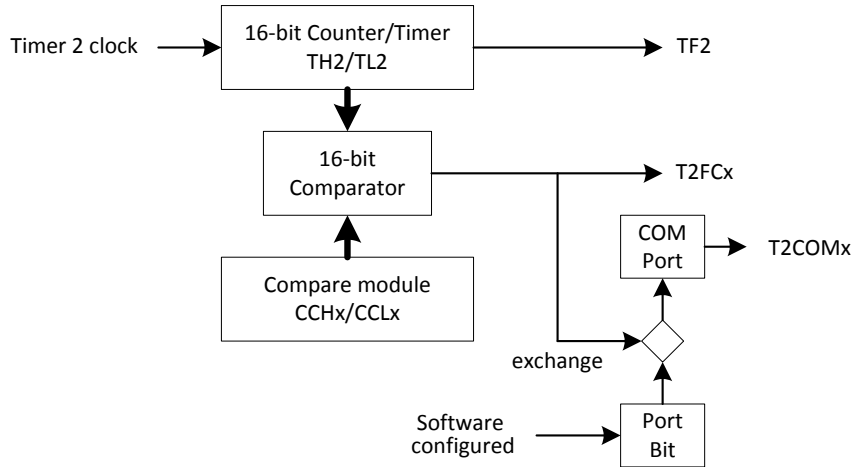 Timer 2 clock
16-bit Counter/Timer
TH2/TL2
TF2
16-bit
Comparator
T2FCx
COM
Port
T2COMx
Compare module
CCHx/CCLx
exchange
Software
configured
Port
Bit